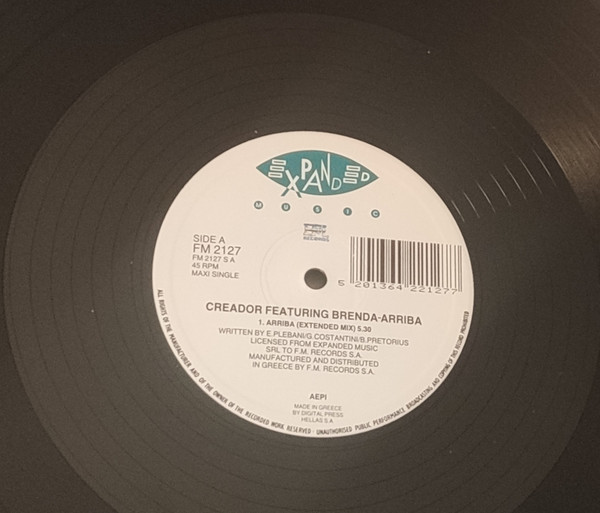 EXPANDED
MUSIC
SIDE A
FM 2127
FM 2127 S A
45 RPM
MAXI SINGLE
RECORDS
5 201364 221277
CREADOR FEATURING BRENDA-ARRIBA
1. ARRIBA (EXTENDED MIX) 5.30
WRITTEN BY E.PLEBANI/G.COSTANTINI/B.PRETORIUS
LICENSED FROM EXPANDED MUSIC
SRL TO F.M. RECORDS S.A.
MANUFACTURED AND DISTRIBUTED
IN GREECE BY F.M. RECORDS S.A.
AEPI
MADE IN GREECE
BY DIGITAL PRESS
HELLAS S.A
ALL RIGHTS OF THE MANUFACTURER AND OF THE OWNER OF THE RECORDED WORK RESERVED · UNAUTHORISED PUBLIC PERFORMANCE BROADCASTING AND COPYING OF THIS RECORD PROHIBITED